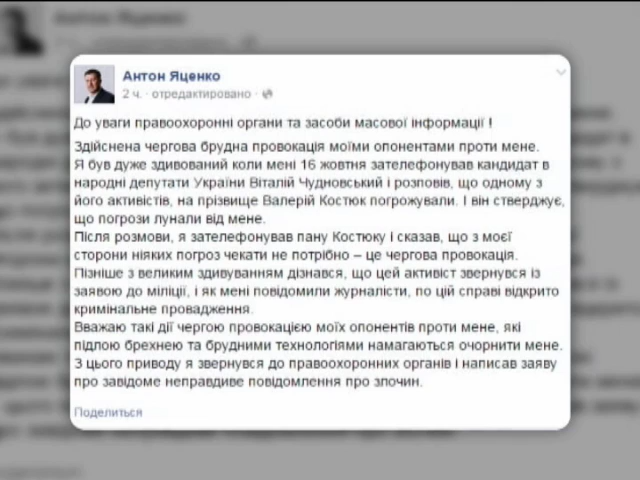 Антон Яценко
Антон Яценко
2 ч. · отредактировано ·
До уваги правоохоронні органи та засоби масової інформації !
Здійснена чергова брудна провокація моїми опонентами проти мене.
Я був дуже здивований коли мені 16 жовтня зателефонував кандидат в
народні депутати України Віталій Чудновський і розповів, що одному з
його активістів, на прізвище Валерій Костюк погрожували. І він стверджує,
що погрози лунали від мене.
Після розмови, я зателефонував пану Костюку і сказав, що з моєї
сторони ніяких погроз чекати не потрібно – це чергова провокація.
Пізніше з великим здивуванням дізнався, що цей активіст звернувся із
заявою до міліції, і як мені повідомили журналісти, по цій справі відкрито
кримінальне провадження.
Вважаю такі дії чергою провокацією моїх опонентів проти мене, які
підлою брехнею та брудними технологіями намагаються очорнити мене.
З цього приводу я звернувся до правоохоронних органів і написав заяву
про завідоме неправдиве повідомлення про злочин.
Поделиться